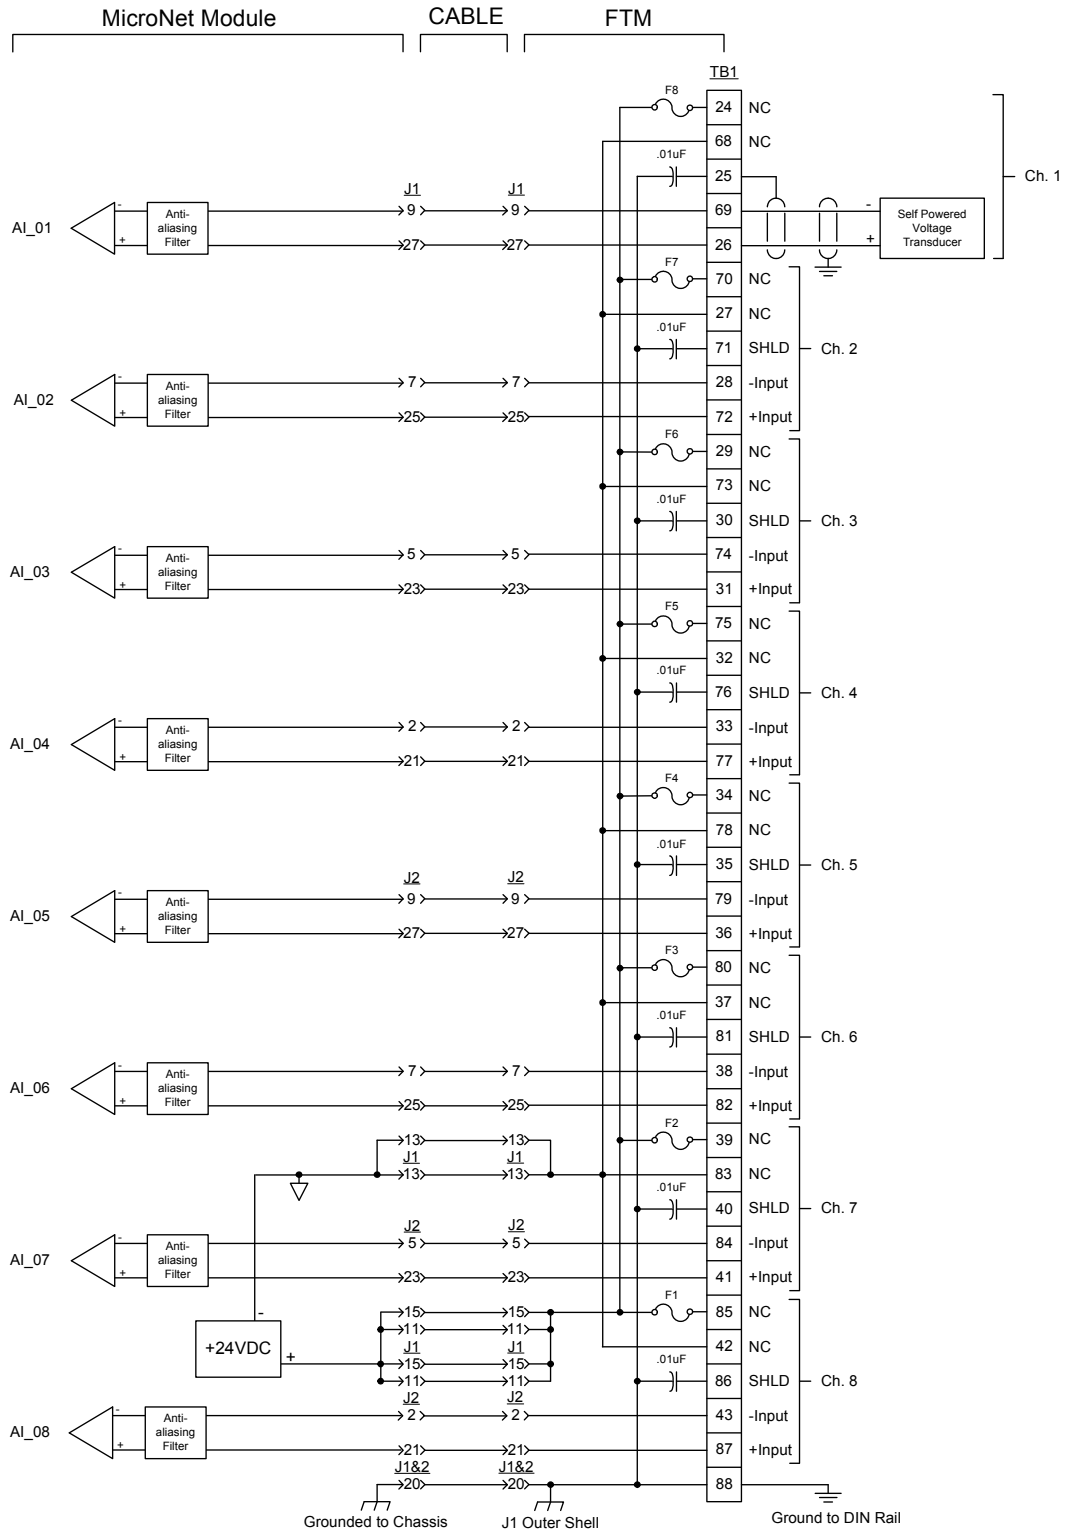 MicroNet Module CABLE FTM
TB1
F8
24 NC
68 NC
.01uF
25
Ch. 1
J1 J1
AI_01 - Anti-aliasing Filter 9 9 69 - Self Powered Voltage Transducer
+ 27 27 26 +
F7
70 NC
27 NC
.01uF
71 SHLD Ch. 2
AI_02 - Anti-aliasing Filter 7 7 28 -Input
+ 25 25 72 +Input
F6
29 NC
73 NC
.01uF
30 SHLD Ch. 3
AI_03 - Anti-aliasing Filter 5 5 74 -Input
+ 23 23 31 +Input
F5
75 NC
32 NC
.01uF
76 SHLD Ch. 4
AI_04 - Anti-aliasing Filter 2 2 33 -Input
+ 21 21 77 +Input
F4
34 NC
78 NC
.01uF
35 SHLD Ch. 5
J2 J2
AI_05 - Anti-aliasing Filter 9 9 79 -Input
+ 27 27 36 +Input
F3
80 NC
37 NC
.01uF
81 SHLD Ch. 6
AI_06 - Anti-aliasing Filter 7 7 38 -Input
+ 25 25 82 +Input
F2
13 13 39 NC
J1 J1
13 13 83 NC
.01uF
40 SHLD Ch. 7
J2 J2
AI_07 - Anti-aliasing Filter 5 5 84 -Input
+ 23 23 41 +Input
F1
- 15 15 85 NC
11 11
+24VDC + J1 J1 42 NC
15 15
.01uF
11 11 86 SHLD Ch. 8
J2 J2
AI_08 - Anti-aliasing Filter 2 2 43 -Input
+ 21 21 87 +Input
J1&2 J1&2
20 20 88
Grounded to Chassis J1 Outer Shell Ground to DIN Rail